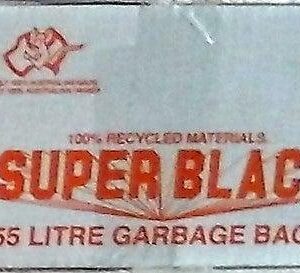 100% RECYCLED MATERIALS
SUPER BLAC
55 LITRE GARBAGE BAG